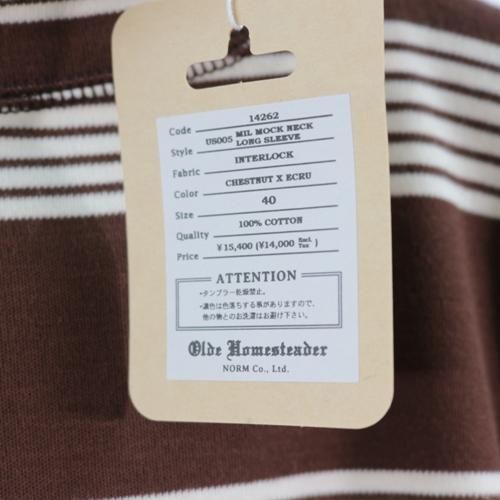 Code 14262
Style US005 MIL MOCK NECK
LONG SLEEVE
Fabric INTERLOCK
Color CHESTNUT X ECRU
Size 40
Quality 100% COTTON
Price ¥15,400 (¥14,000 Excl. Tax )
ATTENTION
・タンブラー乾燥禁止。
・濃色は色落ちする事がありますので、
他の物とのお洗濯はお避け下さい。
Olde Homesteader
NORM Co., Ltd.